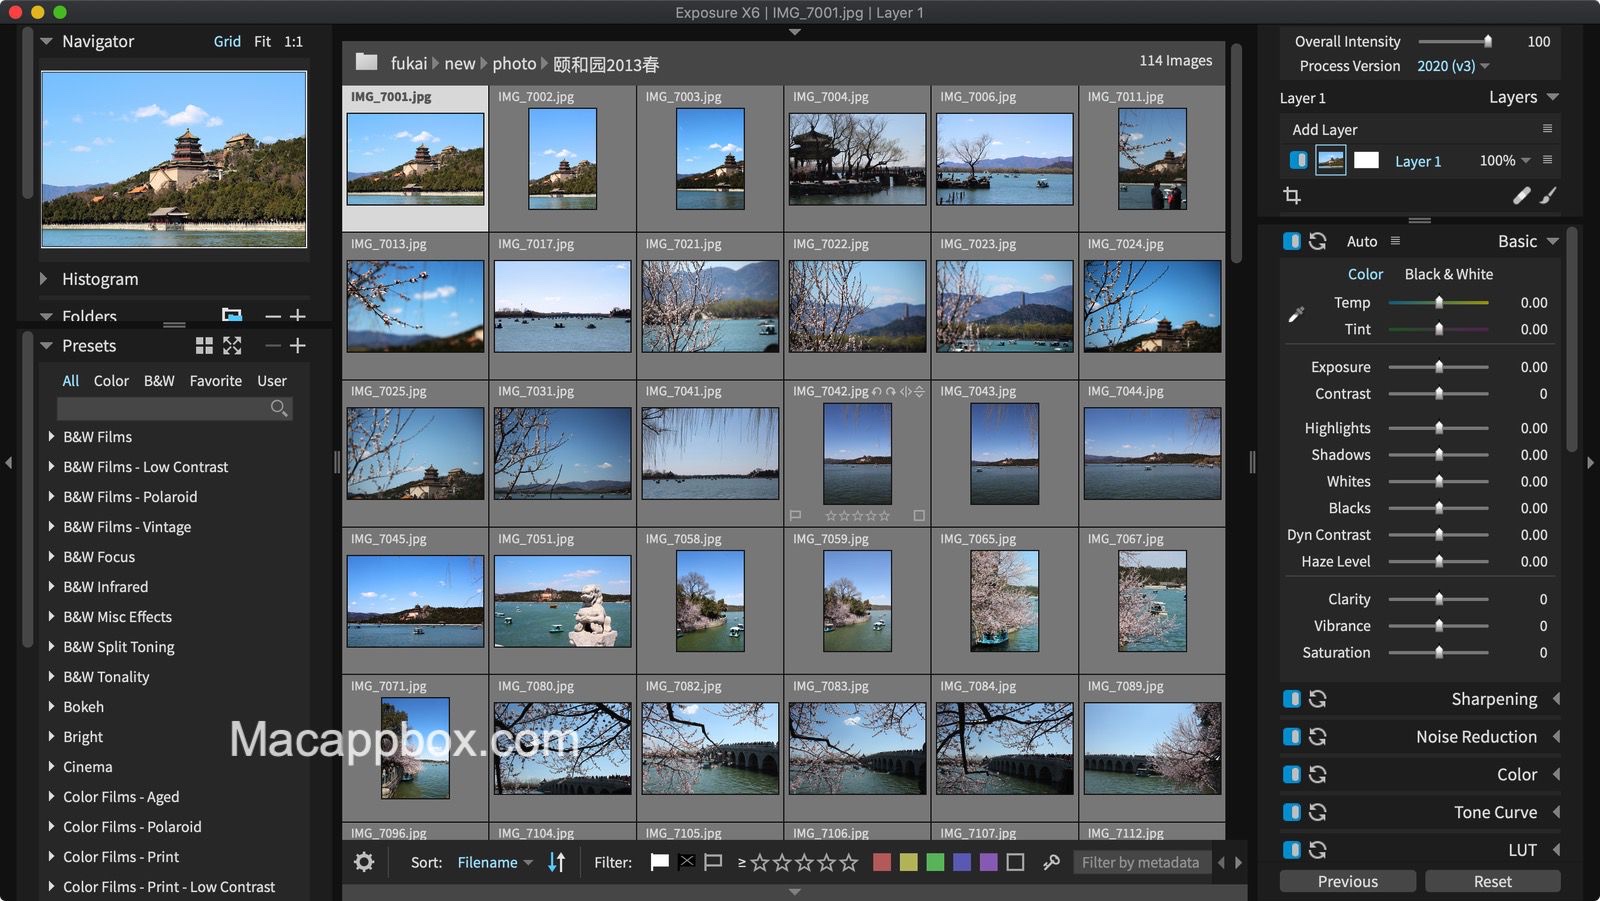 Exposure X6 | IMG_7001.jpg | Layer 1
Navigator
Grid Fit 1:1
Histogram
Folders
Presets
All Color B&W Favorite User
B&W Films
B&W Films - Low Contrast
B&W Films - Polaroid
B&W Films - Vintage
B&W Focus
B&W Infrared
B&W Misc Effects
B&W Split Toning
B&W Tonality
Bokeh
Bright
Cinema
Color Films - Aged
Color Films - Polaroid
Color Films - Print
Color Films - Print - Low Contrast
fukai new photo 颐和园2013春
114 Images
IMG_7001.jpg IMG_7002.jpg IMG_7003.jpg IMG_7004.jpg IMG_7006.jpg IMG_7011.jpg
IMG_7013.jpg IMG_7017.jpg IMG_7021.jpg IMG_7022.jpg IMG_7023.jpg IMG_7024.jpg
IMG_7025.jpg IMG_7031.jpg IMG_7041.jpg IMG_7042.jpg IMG_7043.jpg IMG_7044.jpg
IMG_7045.jpg IMG_7051.jpg IMG_7058.jpg IMG_7059.jpg IMG_7065.jpg IMG_7067.jpg
IMG_7071.jpg IMG_7080.jpg IMG_7082.jpg IMG_7083.jpg IMG_7084.jpg IMG_7089.jpg
Macappbox.com
IMG_7096.jpg IMG_7104.jpg IMG_7105.jpg IMG_7106.jpg IMG_7107.jpg IMG_7112.jpg
Sort: Filename Filter: ≥ Filter by metadata
Overall Intensity 100
Process Version 2020 (v3)
Layer 1 Layers
Add Layer
Layer 1 100%
Auto Basic
Color Black & White
Temp 0.00
Tint 0.00
Exposure 0.00
Contrast 0
Highlights 0.00
Shadows 0.00
Whites 0.00
Blacks 0.00
Dyn Contrast 0.00
Haze Level 0.00
Clarity 0
Vibrance 0
Saturation 0
Sharpening
Noise Reduction
Color
Tone Curve
LUT
Previous Reset